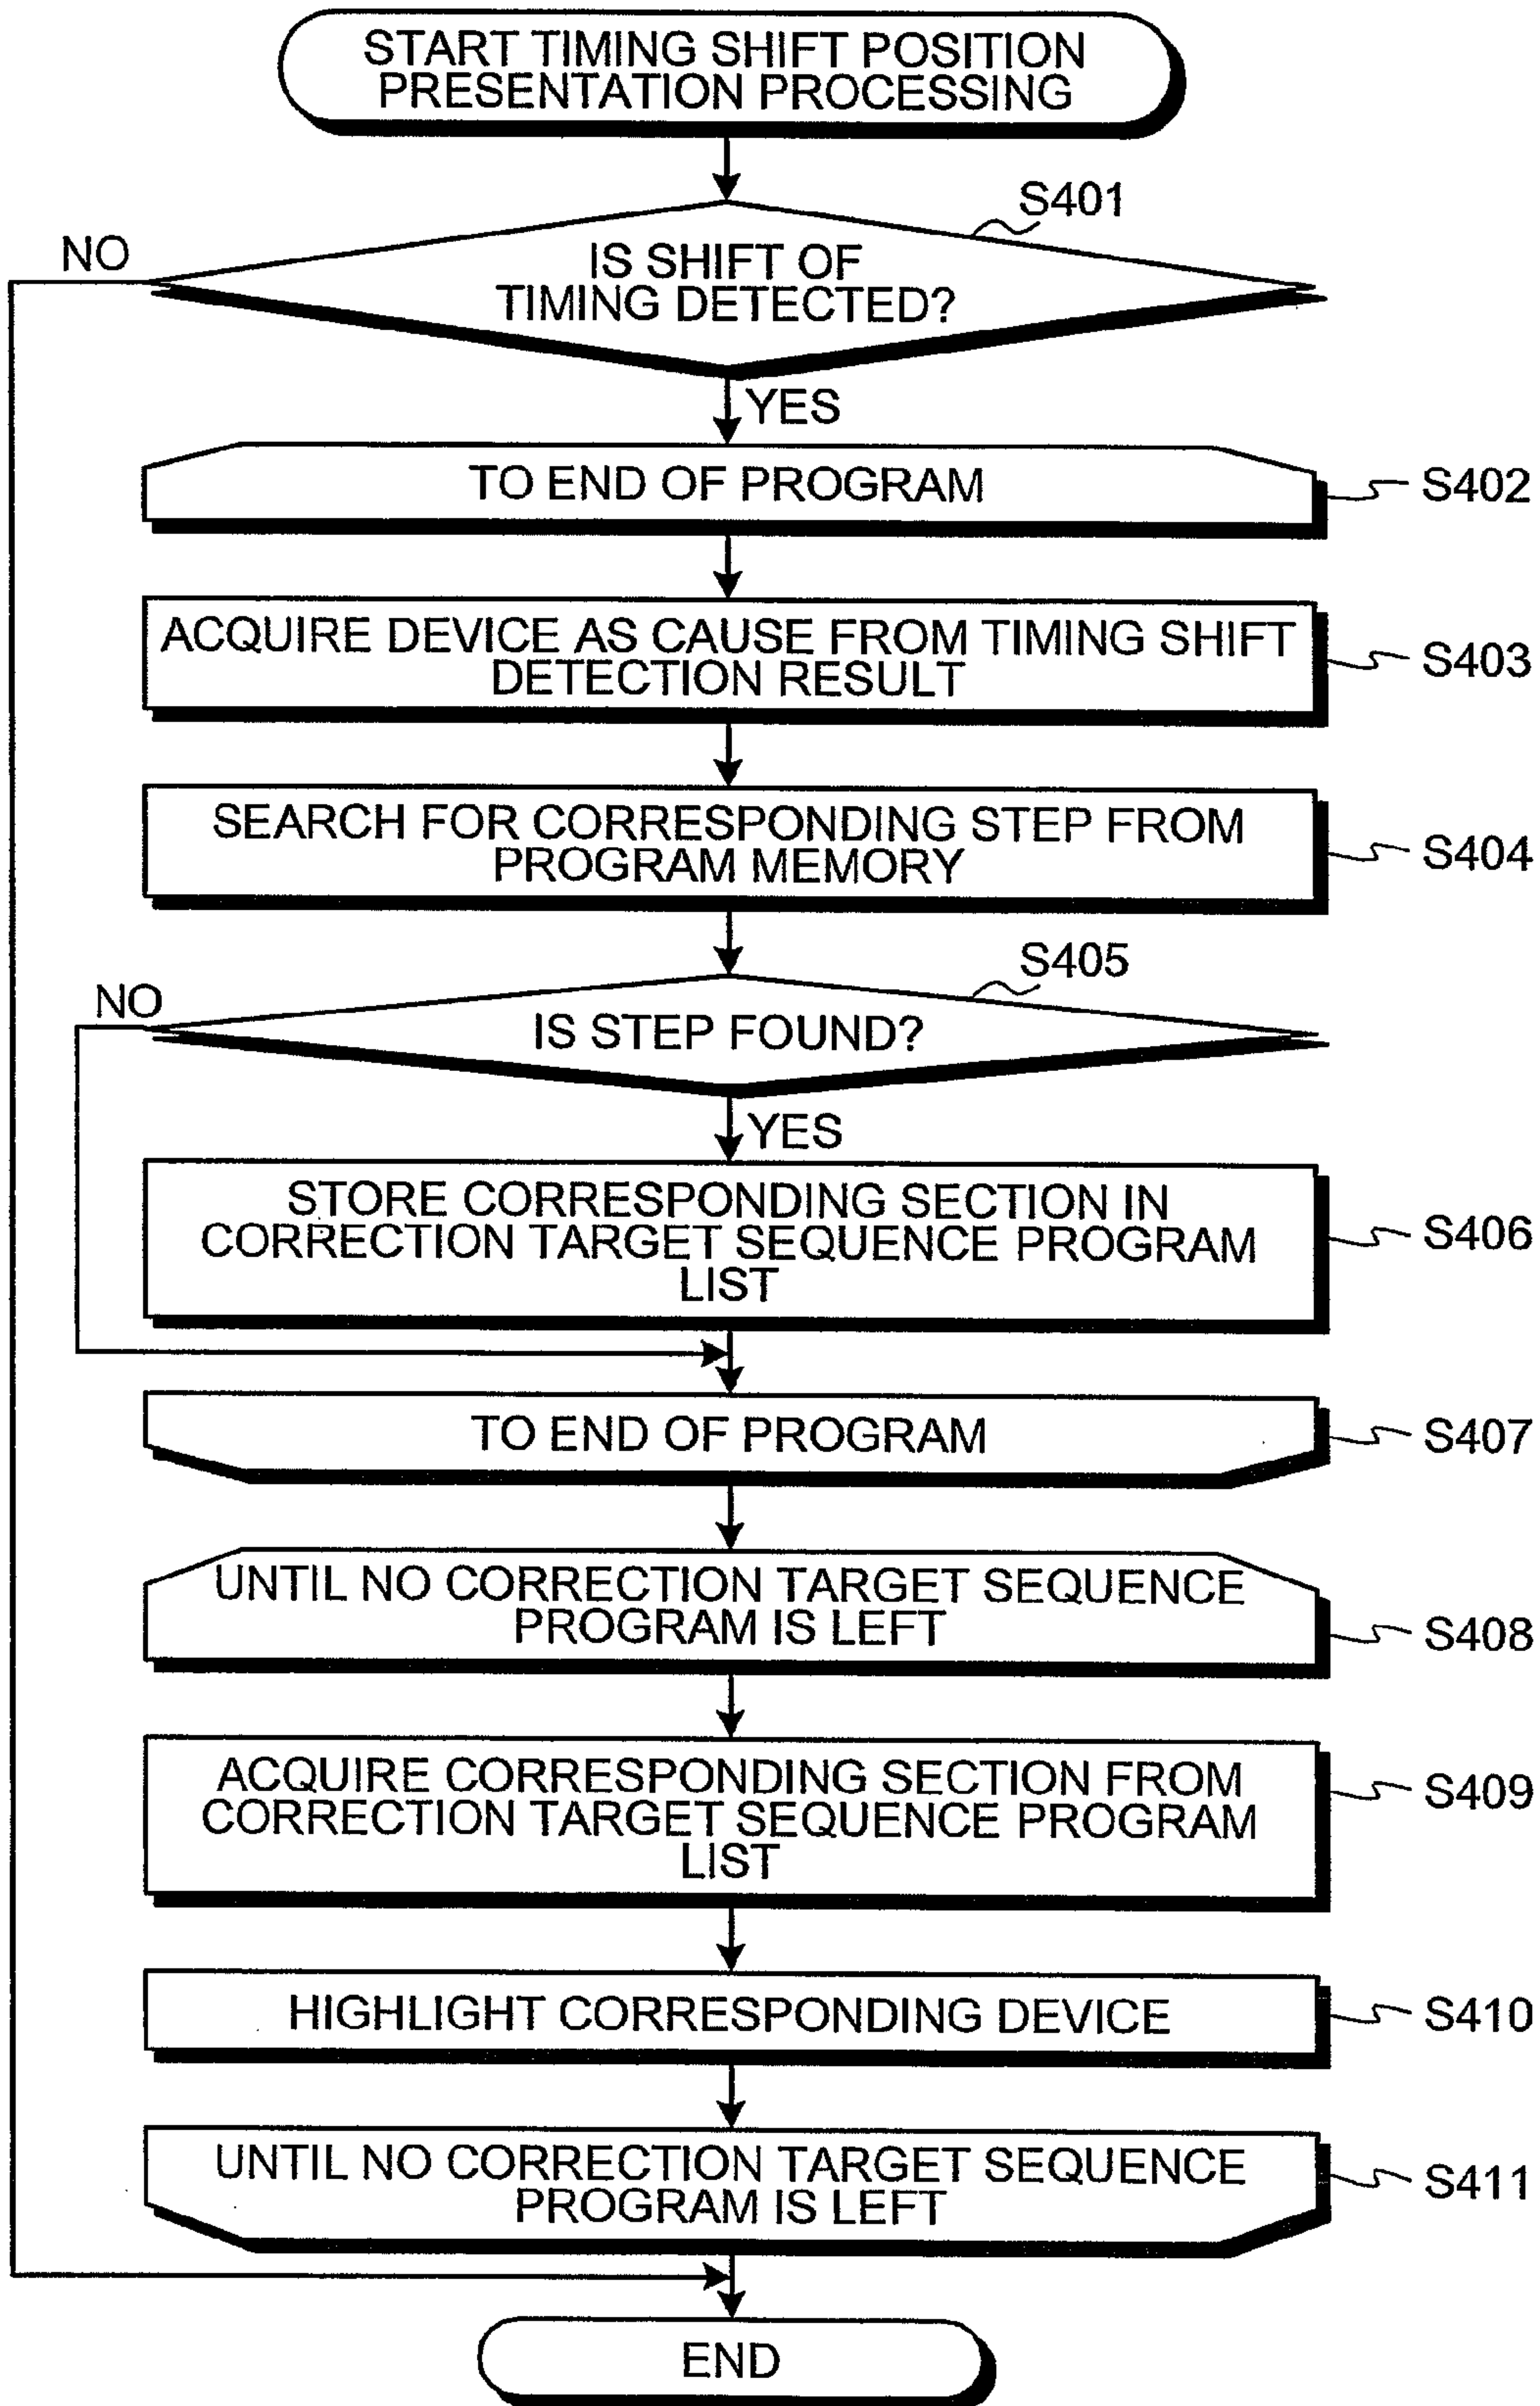 START TIMING SHIFT POSITION
PRESENTATION PROCESSING
S401
NO
IS SHIFT OF
TIMING DETECTED?
YES
TO END OF PROGRAM
S402
ACQUIRE DEVICE AS CAUSE FROM TIMING SHIFT
DETECTION RESULT
S403
SEARCH FOR CORRESPONDING STEP FROM
PROGRAM MEMORY
S404
S405
NO
IS STEP FOUND?
YES
STORE CORRESPONDING SECTION IN
CORRECTION TARGET SEQUENCE PROGRAM
LIST
S406
TO END OF PROGRAM
S407
UNTIL NO CORRECTION TARGET SEQUENCE
PROGRAM IS LEFT
S408
ACQUIRE CORRESPONDING SECTION FROM
CORRECTION TARGET SEQUENCE PROGRAM
LIST
S409
HIGHLIGHT CORRESPONDING DEVICE
S410
UNTIL NO CORRECTION TARGET SEQUENCE
PROGRAM IS LEFT
S411
END